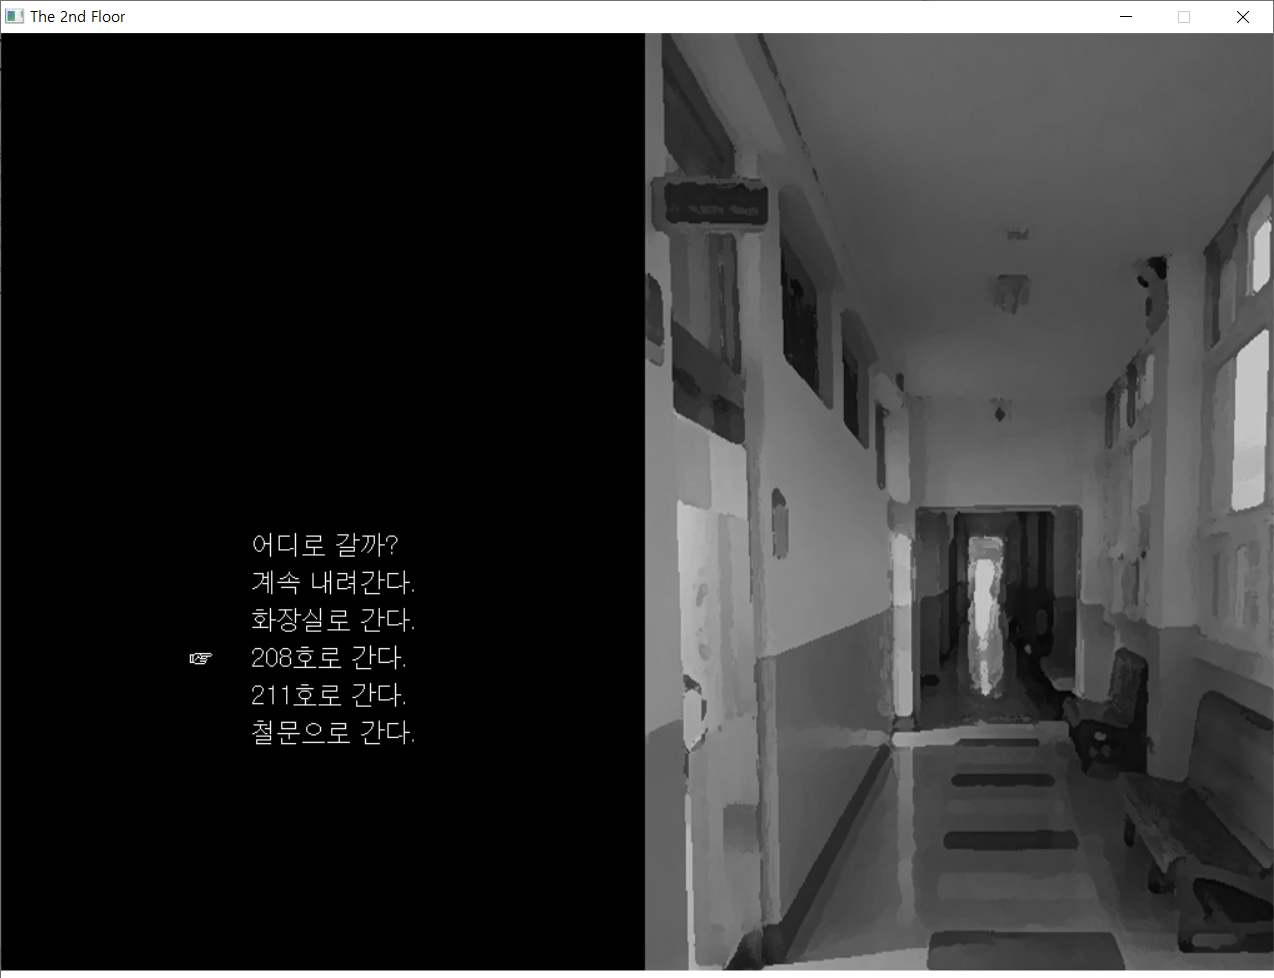 The 2nd Floor
어디로 갈까?
계속 내려간다.
화장실로 간다.
208호로 간다.
211호로 간다.
철문으로 간다.